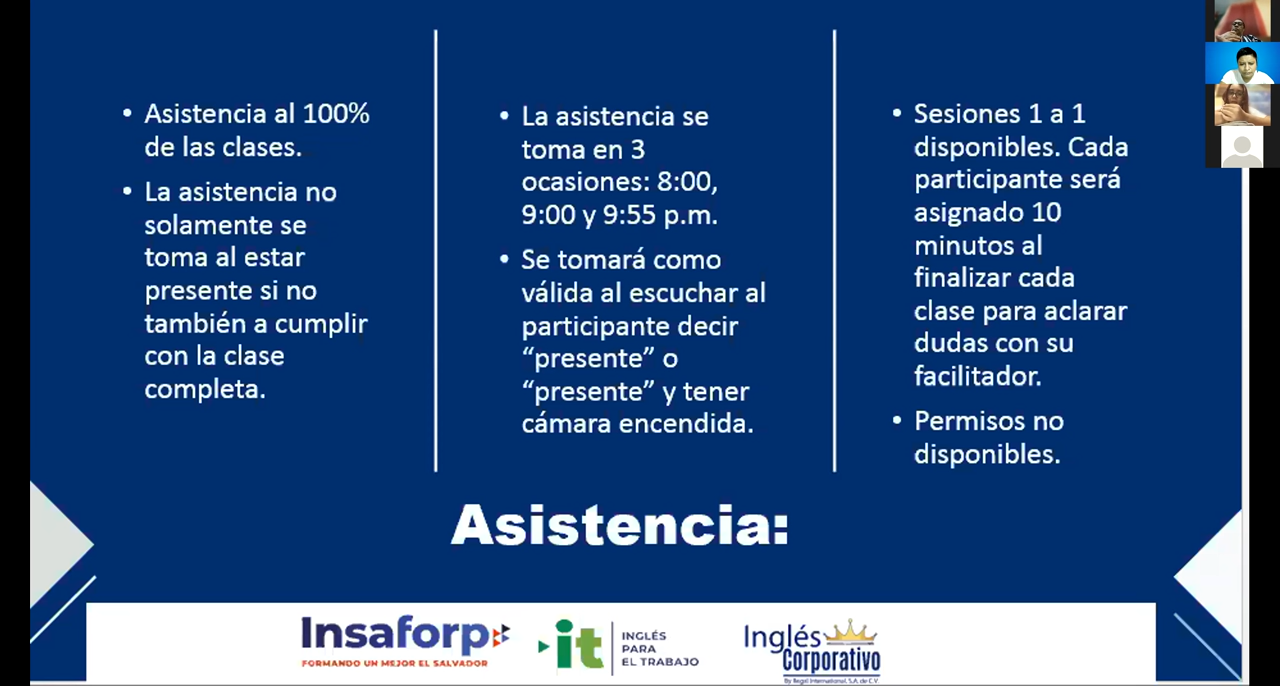 • Asistencia al 100%
de las clases.
• La asistencia no
solamente se
toma al estar
presente si no
también a cumplir
con la clase
completa.
• La asistencia se
toma en 3
ocasiones: 8:00,
9:00 y 9:55 p.m.
• Se tomará como
válida al escuchar al
participante decir
“presente” o
“presente” y tener
cámara encendida.
• Sesiones 1 a 1
disponibles. Cada
participante será
asignado 10
minutos al
finalizar cada
clase para aclarar
dudas con su
facilitador.
• Permisos no
disponibles.
Asistencia:
Insaforp
FORMANDO UN MEJOR EL SALVADOR
it
INGLÉS
PARA
EL TRABAJO
Inglés
Corporativo
By Regal International, S.A. de C.V.